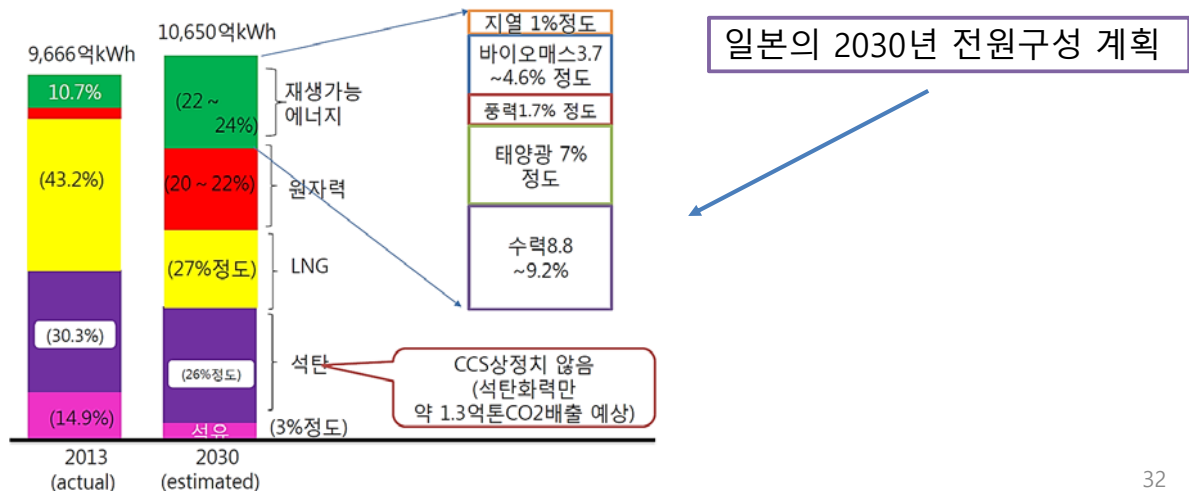 일본의 2030년 전원구성 계획
9,666억kWh
10,650억kWh
10.7%
(43.2%)
(30.3%)
(14.9%)
(22 ~
24%)
(20 ~ 22%)
(27%정도)
(26%정도)
석유
(3%정도)
재생가능
에너지
원자력
LNG
석탄
지열 1%정도
바이오매스3.7
~4.6% 정도
풍력1.7% 정도
태양광 7%
정도
수력8.8
~9.2%
CCS상정치 않음
(석탄화력만
약 1.3억톤CO2배출 예상)
2013
(actual)
2030
(estimated)
32